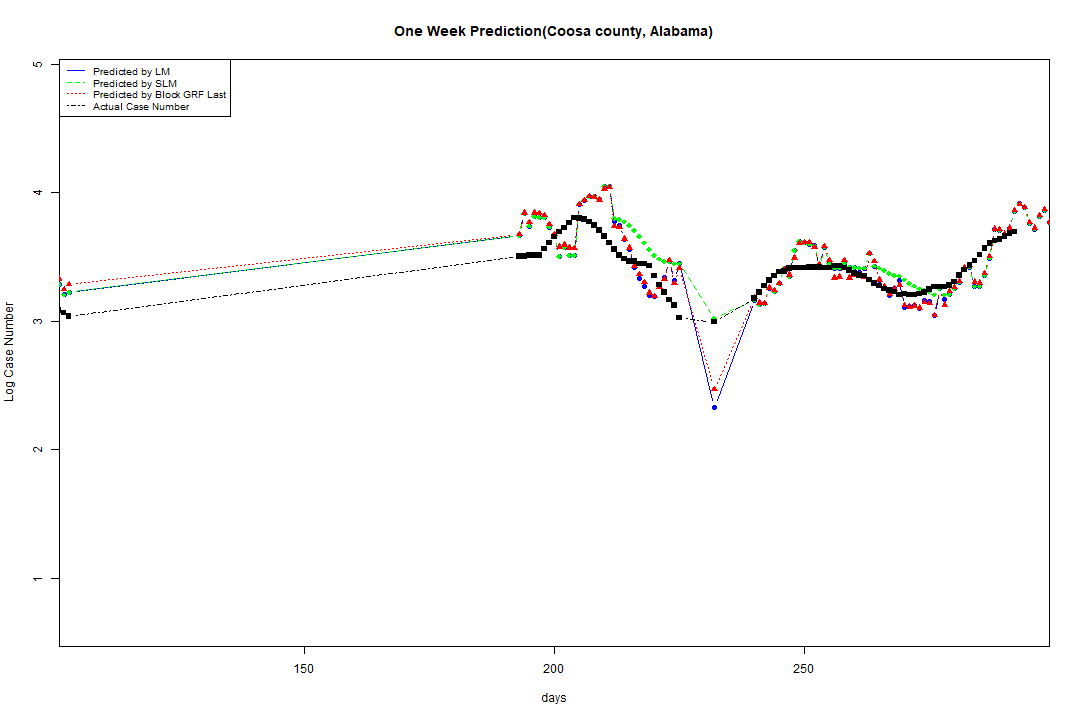 One Week Prediction(Coosa county, Alabama)
Predicted by LM
Predicted by SLM
Predicted by Block GRF Last
Actual Case Number
5
4
3
2
1
Log Case Number
150
200
250
days